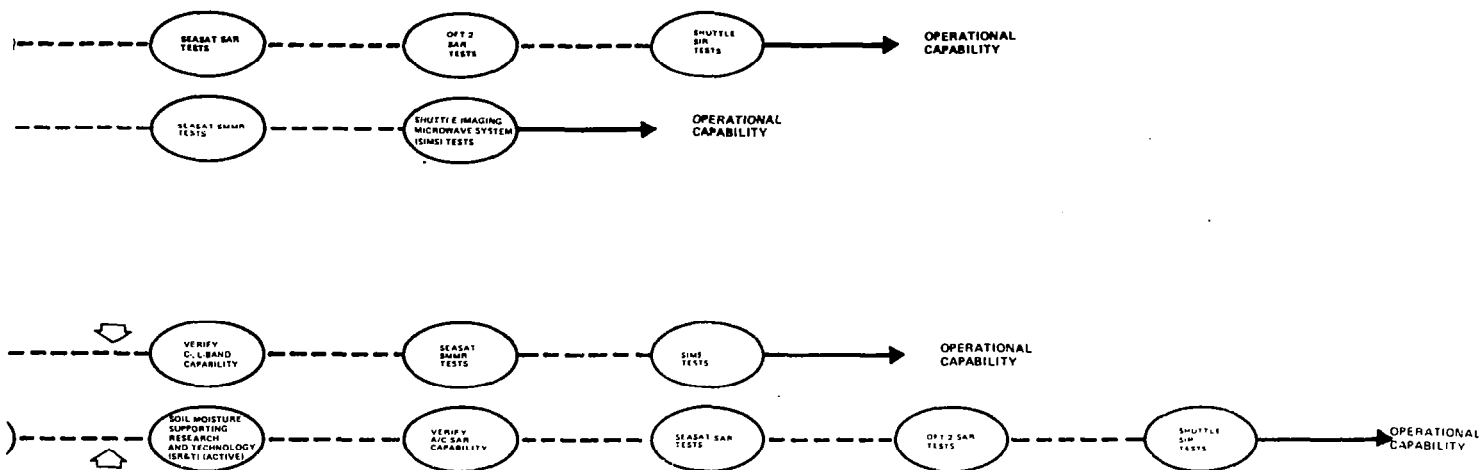 SEASAT SAR
TESTS
OFT 2
SAR
TESTS
SHUTTLE
SIR
TESTS
OPERATIONAL
CAPABILITY
SEASAT SMMR
TESTS
SHUTTLE IMAGING
MICROWAVE SYSTEM
(SIMS) TESTS
OPERATIONAL
CAPABILITY
VERIFY
C-, L-BAND
CAPABILITY
SEASAT
SMMR
TESTS
SIMS
TESTS
OPERATIONAL
CAPABILITY
SOIL MOISTURE
SUPPORTING
RESEARCH
AND TECHNOLOGY
(SR&T) (ACTIVE)
VERIFY
A/C SAR
CAPABILITY
SEASAT SAR
TESTS
OFT 2 SAR
TESTS
SHUTTLE
SIR
TESTS
OPERATIONAL
CAPABILITY